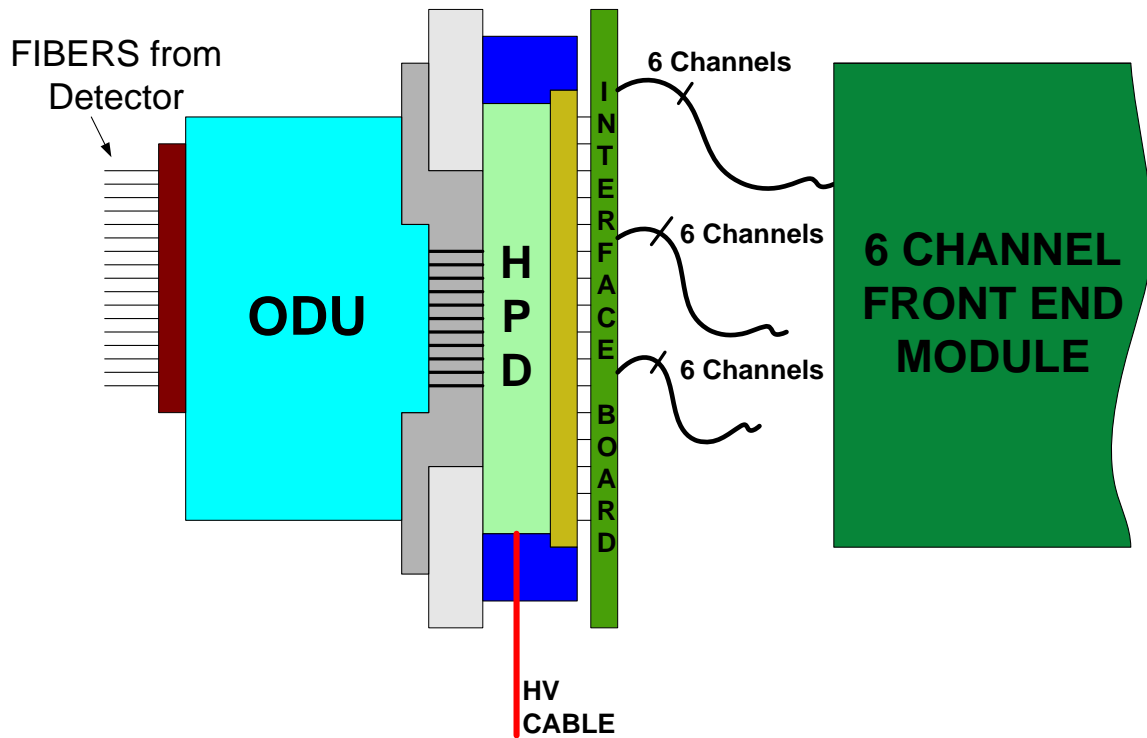 FIBERS from
Detector
ODU
HPD
INTERFACE BOARD
6 Channels
6 Channels
6 Channels
6 CHANNEL
FRONT END
MODULE
HV
CABLE